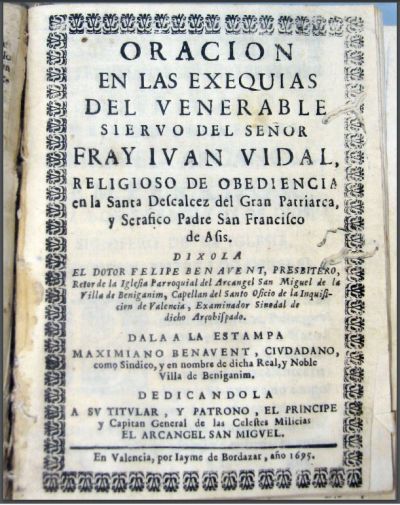 ORACION
EN LAS EXEQUIAS
DEL VENERABLE
SIERVO DEL SEÑOR
FRAY IVAN VIDAL,
RELIGIOSO DE OBEDIENCIA
en la Santa Descalcez del Gran Patriarca,
y Serafico Padre San Francisco
de Asis.
DIXOLA
EL DOTOR FELIPE BENAVENT, PRESBITERO,
Retor de la Iglesia Parroquial del Arcangel San Miguel de la
Villa de Beniganim, Capellan del Santo Oficio de la Inquisi-
cion de Valencia, Examinador Sinodal de
dicho Arçobispado.
DALA A LA ESTAMPA
MAXIMIANO BENAVENT, CIVDADANO,
como Sindico, y en nombre de dicha Real, y Noble
Villa de Beniganim.
DEDICANDOLA
A SV TITVLAR, Y PATRONO, EL PRINCIPE
y Capitan General de las Celestes Milicias
EL ARCANGEL SAN MIGVEL.
En Valencia, por Iayme de Bordazar, año 1695.